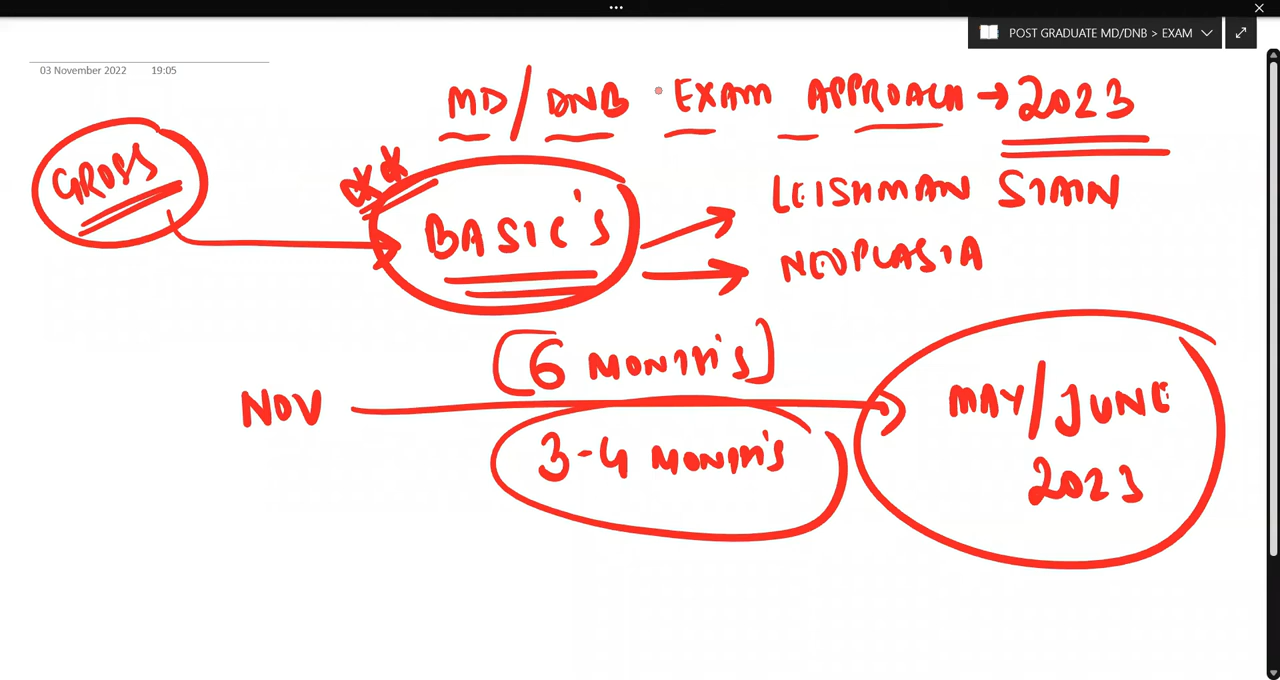 POST GRADUATE MD/DNB > EXAM
03 November 2022 19:05
MD/DNB EXAM APPROACH → 2023
GROSS
BASIC'S
LEISHMAN STAIN
NEOPLASIA
[6 MONTH'S]
NOV
MAY/JUNE
2023
3-4 MONTH'S